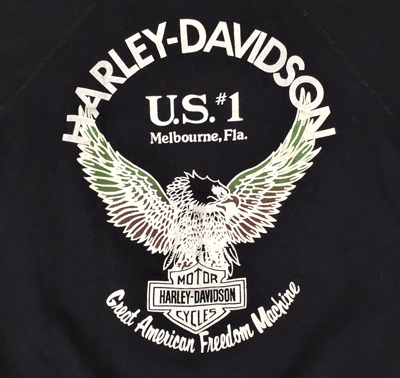 HARLEY-DAVIDSON
U.S. #1
Melbourne, Fla.
MOTOR
HARLEY-DAVIDSON
CYCLES
Great American Freedom Machine